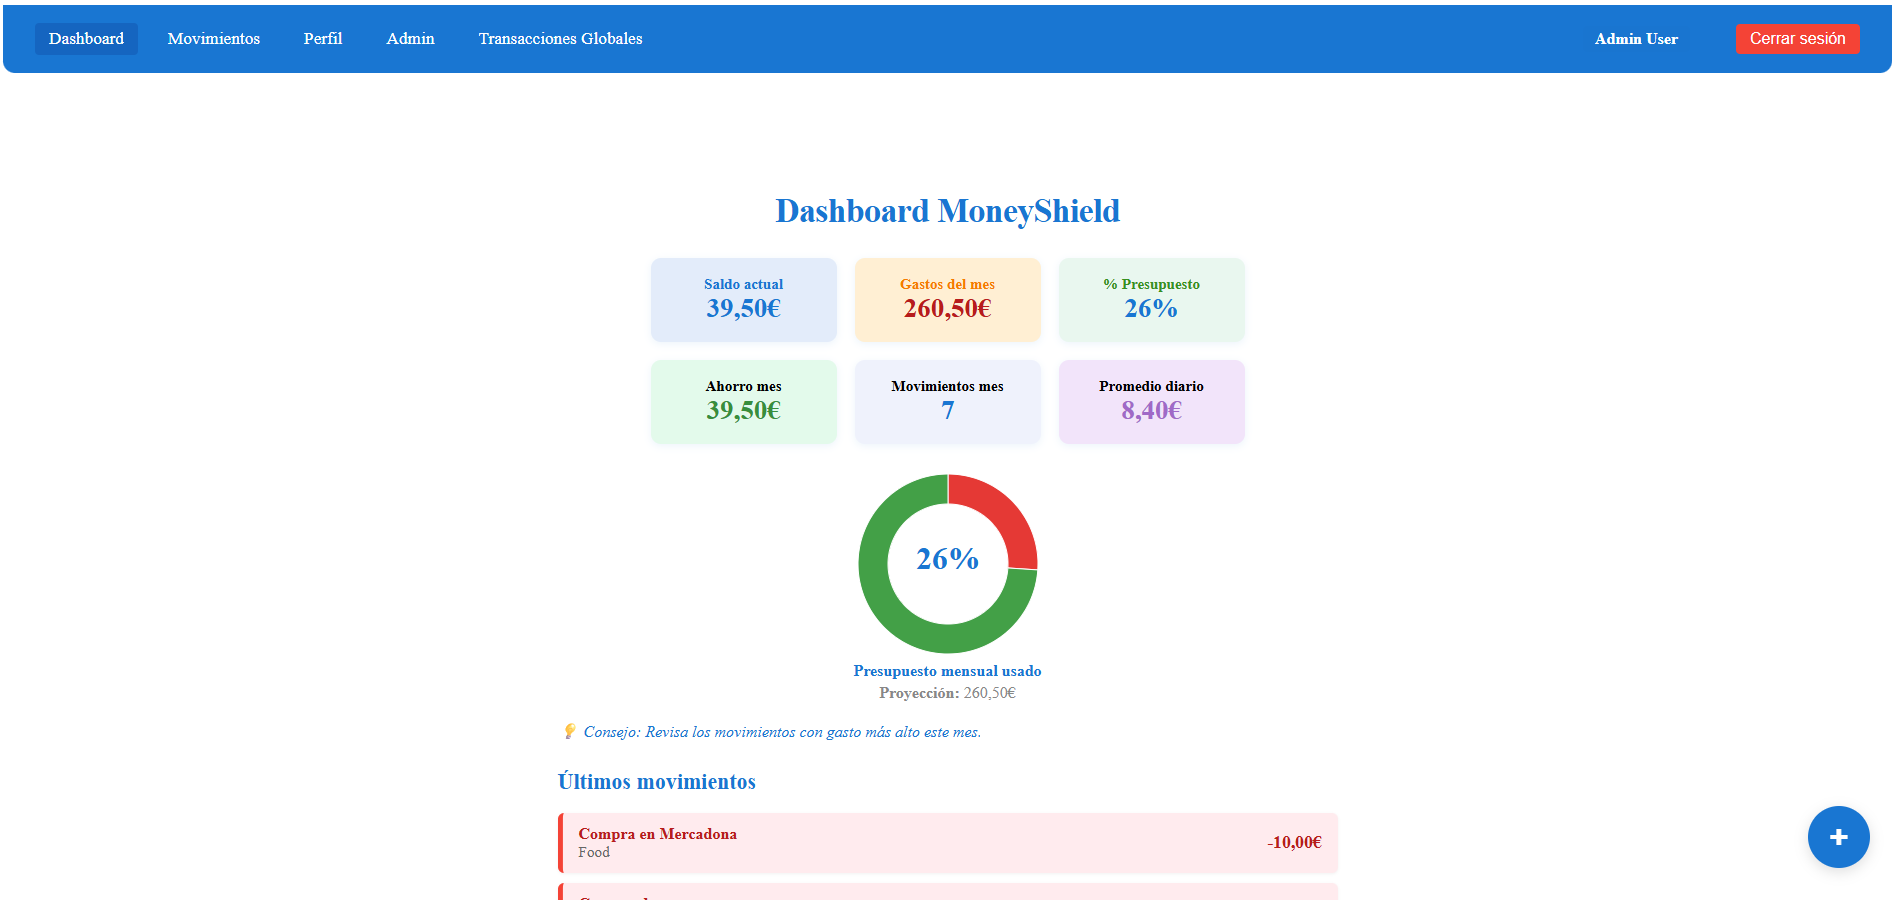 Dashboard Movimientos Perfil Admin Transacciones Globales Admin User Cerrar sesión
Dashboard MoneyShield
Saldo actual
39,50€
Gastos del mes
260,50€
% Presupuesto
26%
Ahorro mes
39,50€
Movimientos mes
7
Promedio diario
8,40€
26%
Presupuesto mensual usado
Proyección: 260,50€
💡 Consejo: Revisa los movimientos con gasto más alto este mes.
Últimos movimientos
Compra en Mercadona
Food
-10,00€
+